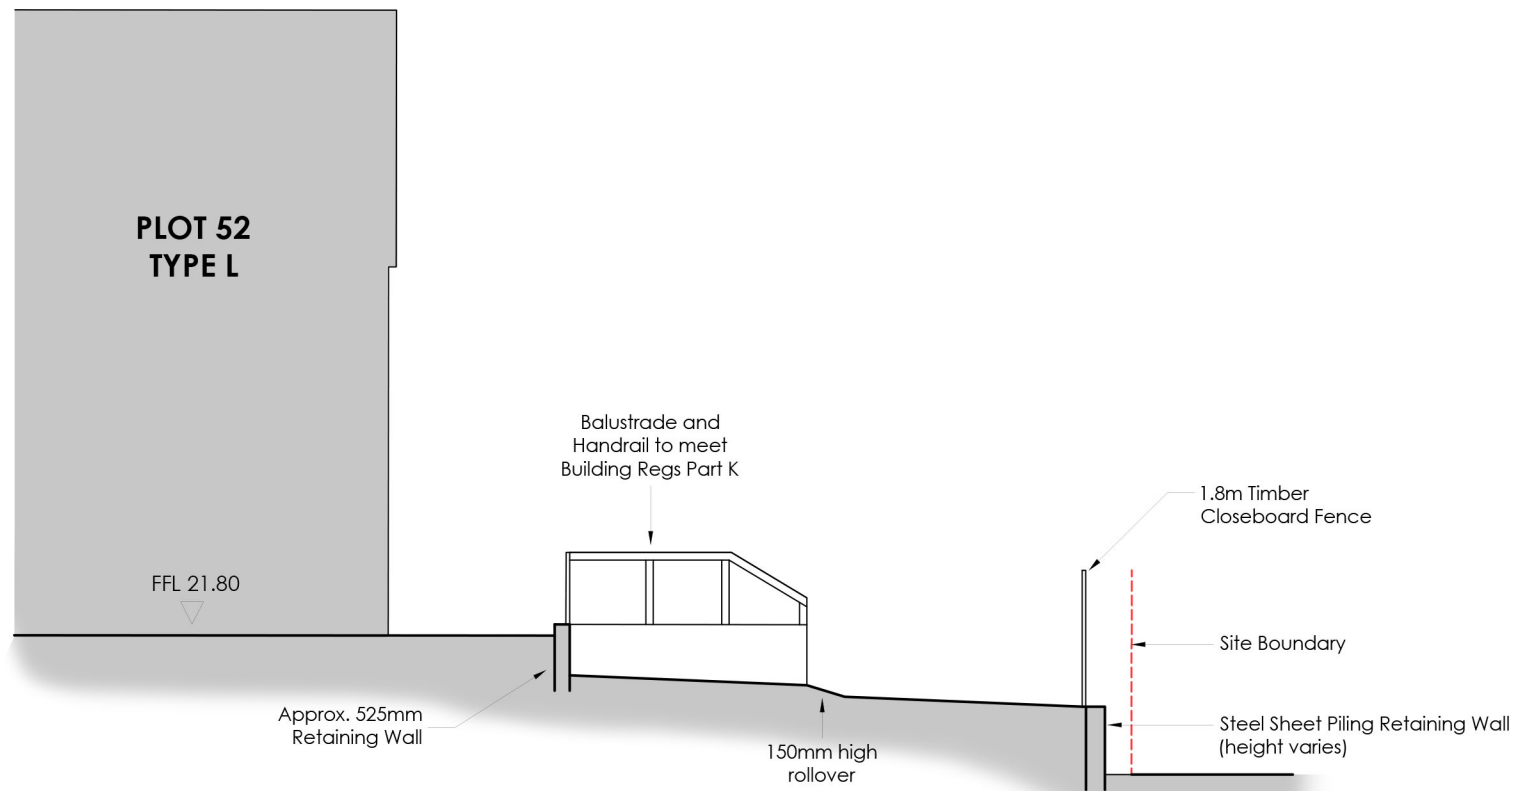 PLOT 52
TYPE L
Balustrade and
Handrail to meet
Building Regs Part K
1.8m Timber
Closeboard Fence
FFL 21.80
Site Boundary
Approx. 525mm
Retaining Wall
Steel Sheet Piling Retaining Wall
(height varies)
150mm high
rollover